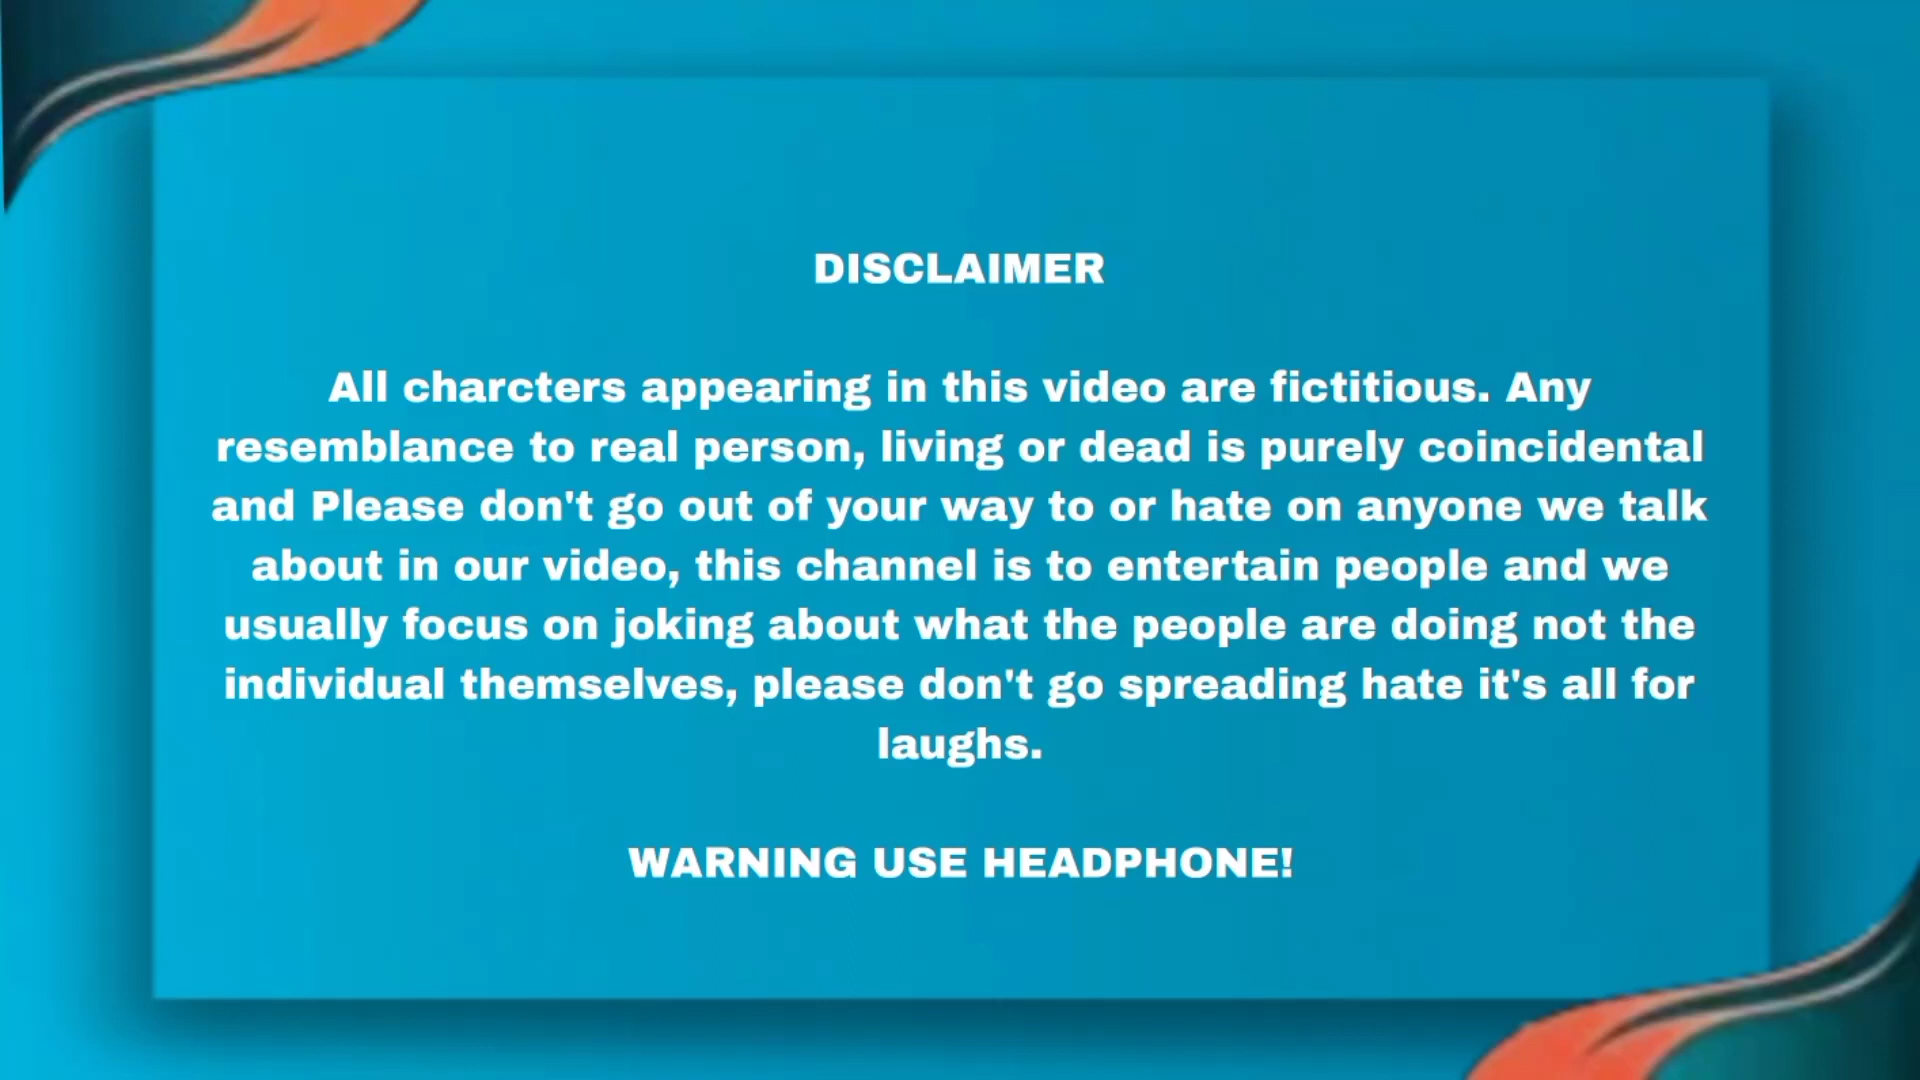 DISCLAIMER
All charcters appearing in this video are fictitious. Any
resemblance to real person, living or dead is purely coincidental
and Please don't go out of your way to or hate on anyone we talk
about in our video, this channel is to entertain people and we
usually focus on joking about what the people are doing not the
individual themselves, please don't go spreading hate it's all for
laughs.
WARNING USE HEADPHONE!